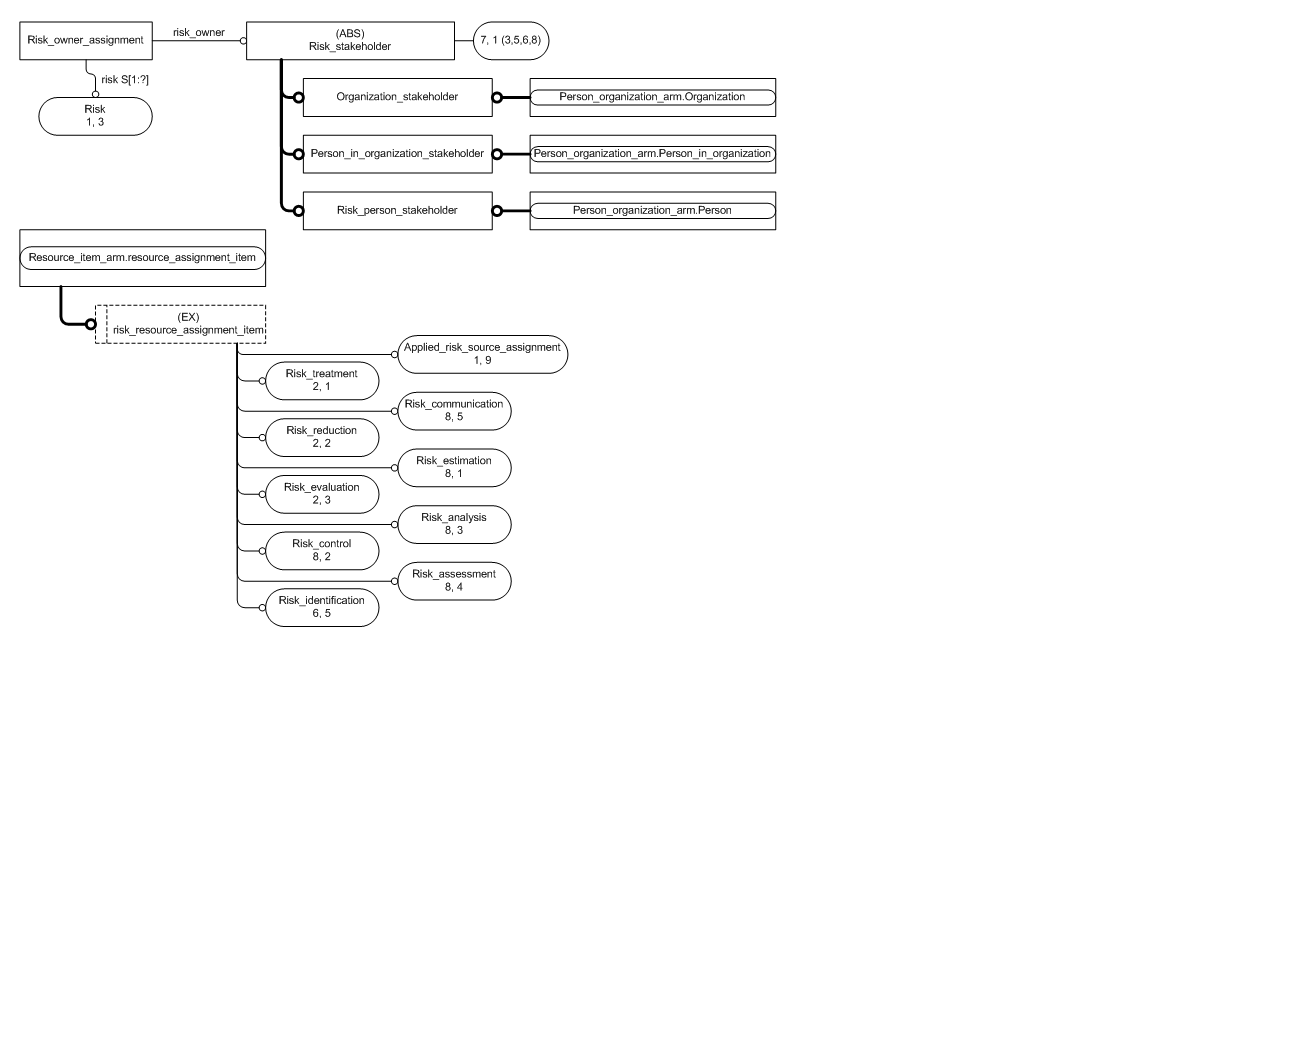 Risk_owner_assignment
risk_owner
(ABS)
Risk_stakeholder
7, 1 (3,5,6,8)
risk S[1:?]
Risk
1, 3
Organization_stakeholder
Person_organization_arm.Organization
Person_in_organization_stakeholder
Person_organization_arm.Person_in_organization
Risk_person_stakeholder
Person_organization_arm.Person
Resource_item_arm.resource_assignment_item
(EX)
risk_resource_assignment_item
Applied_risk_source_assignment
1, 9
Risk_treatment
2, 1
Risk_communication
8, 5
Risk_reduction
2, 2
Risk_estimation
8, 1
Risk_evaluation
2, 3
Risk_analysis
8, 3
Risk_control
8, 2
Risk_assessment
8, 4
Risk_identification
6, 5